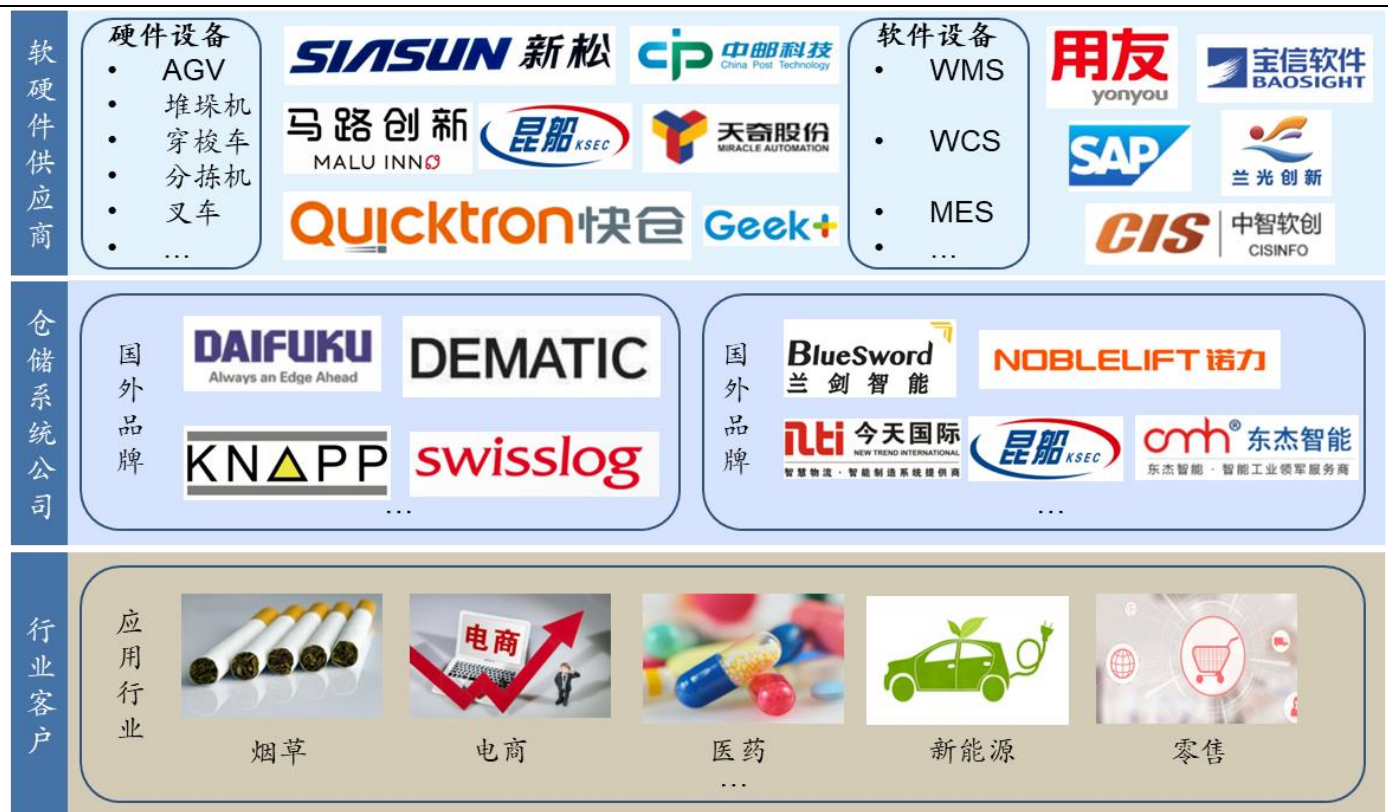 软硬件供应商
硬件设备
• AGV
• 堆垛机
• 穿梭车
• 分拣机
• 叉车
• …
SIASUN 新松
cip 中邮科技
China Post Technology
马路创新
MALU INNO
昆船 KSEC
天奇股份
MIRACLE AUTOMATION
Quicktron快仓
Geek+
软件设备
• WMS
• WCS
• MES
• …
用友
yonyou
宝信软件
BAOSIGHT
SAP
兰光创新
CIS 中智软创
CISINFO
仓储系统公司
国外品牌
DAIFUKU
Always an Edge Ahead
DEMATIC
KNAPP
swisslog
…
国外品牌
BlueSword
兰剑智能
NOBLELIFT 诺力
nti 今天国际
NEW TREND INTERNATIONAL
智慧物流·智能制造系统提供商
昆船 KSEC
omh® 东杰智能
东杰智能·智能工业领军服务商
…
行业客户
应用行业
电商
烟草
电商
医药
新能源
零售
…